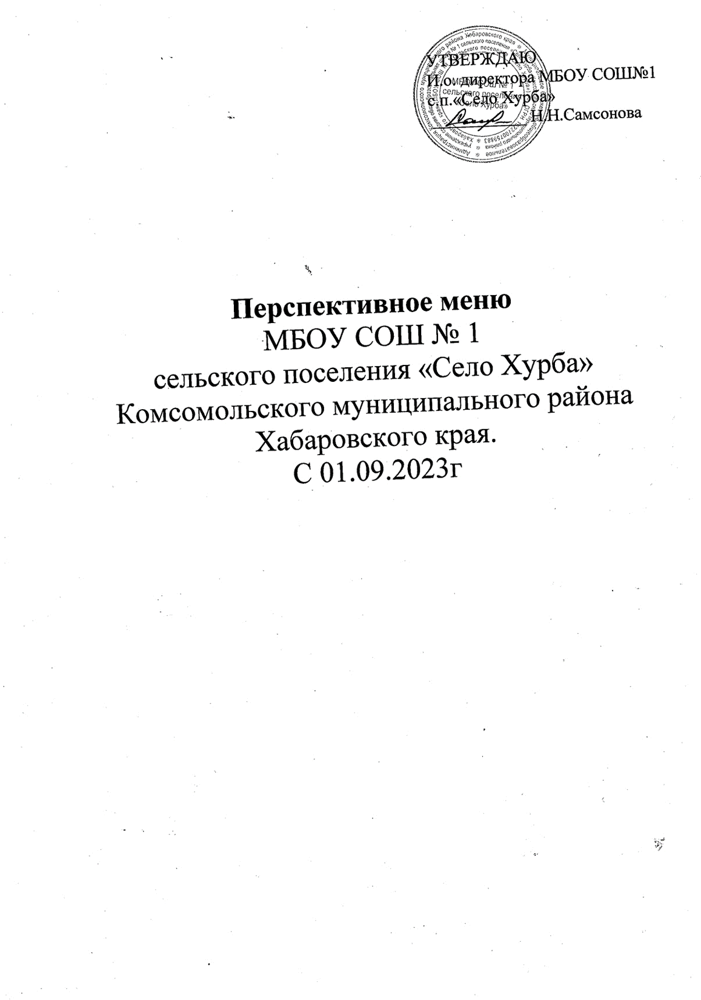 УТВЕРЖДАЮ
И.о. директора МБОУ СОШ№1
с.п.«Село Хурба»
Н.Н.Самсонова
Перспективное меню
МБОУ СОШ № 1
сельского поселения «Село Хурба»
Комсомольского муниципального района
Хабаровского края.
С 01.09.2023г